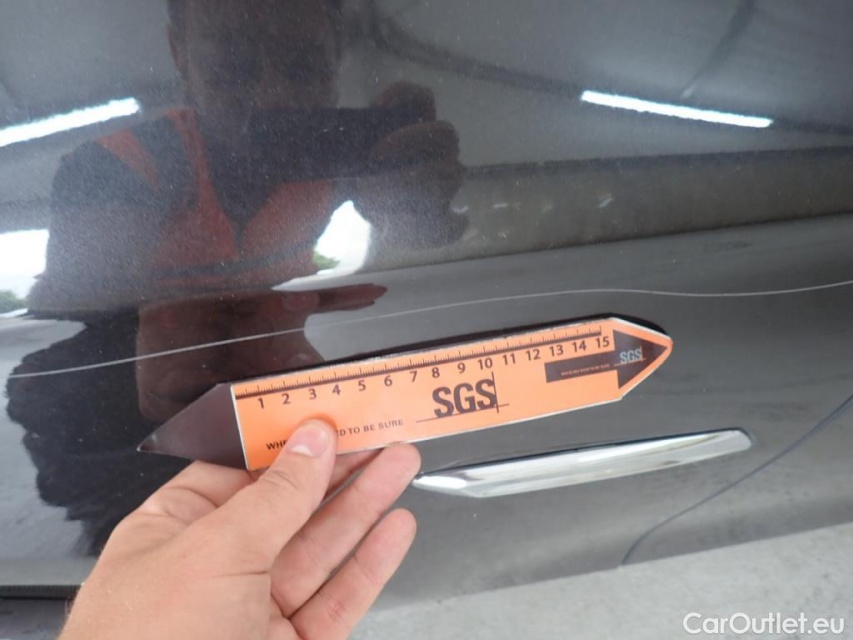 1 2 3 4 5 6 7 8 9 10 11 12 13 14 15
SGS
SGS
TO BE SURE
CarOutlet.eu